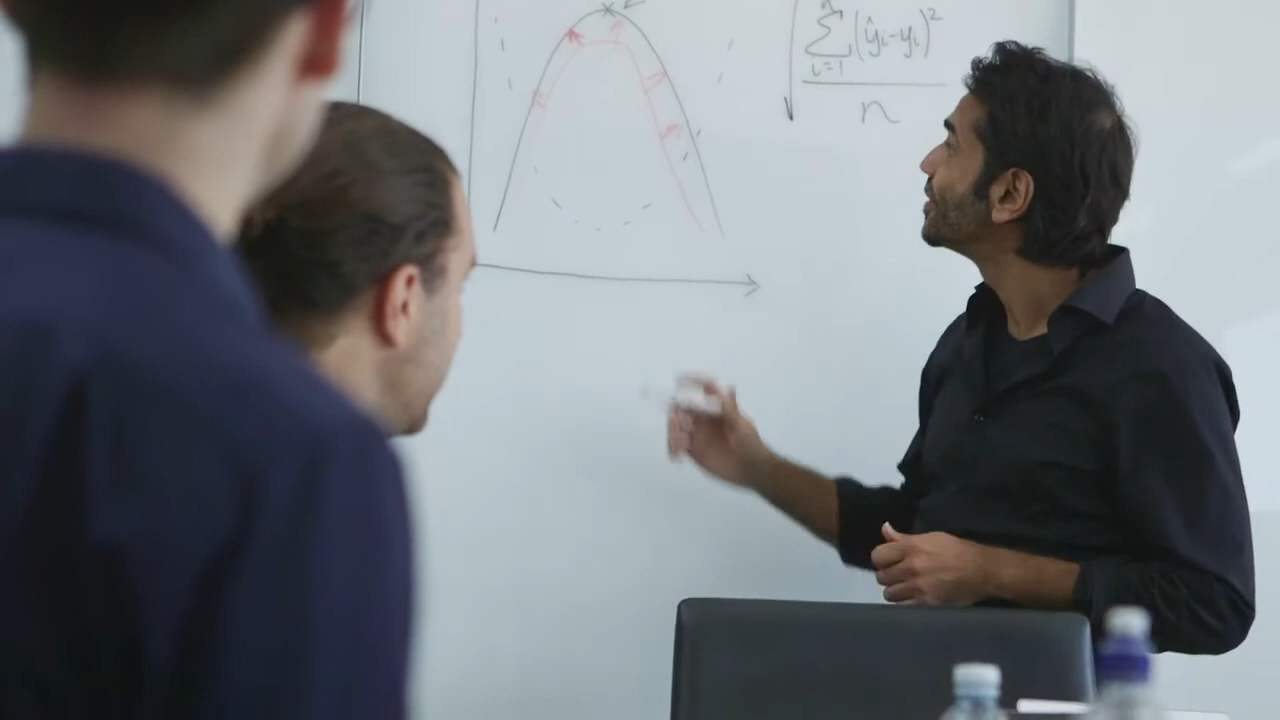 n
Σ (ŷᵢ-yᵢ)²
i=1
n